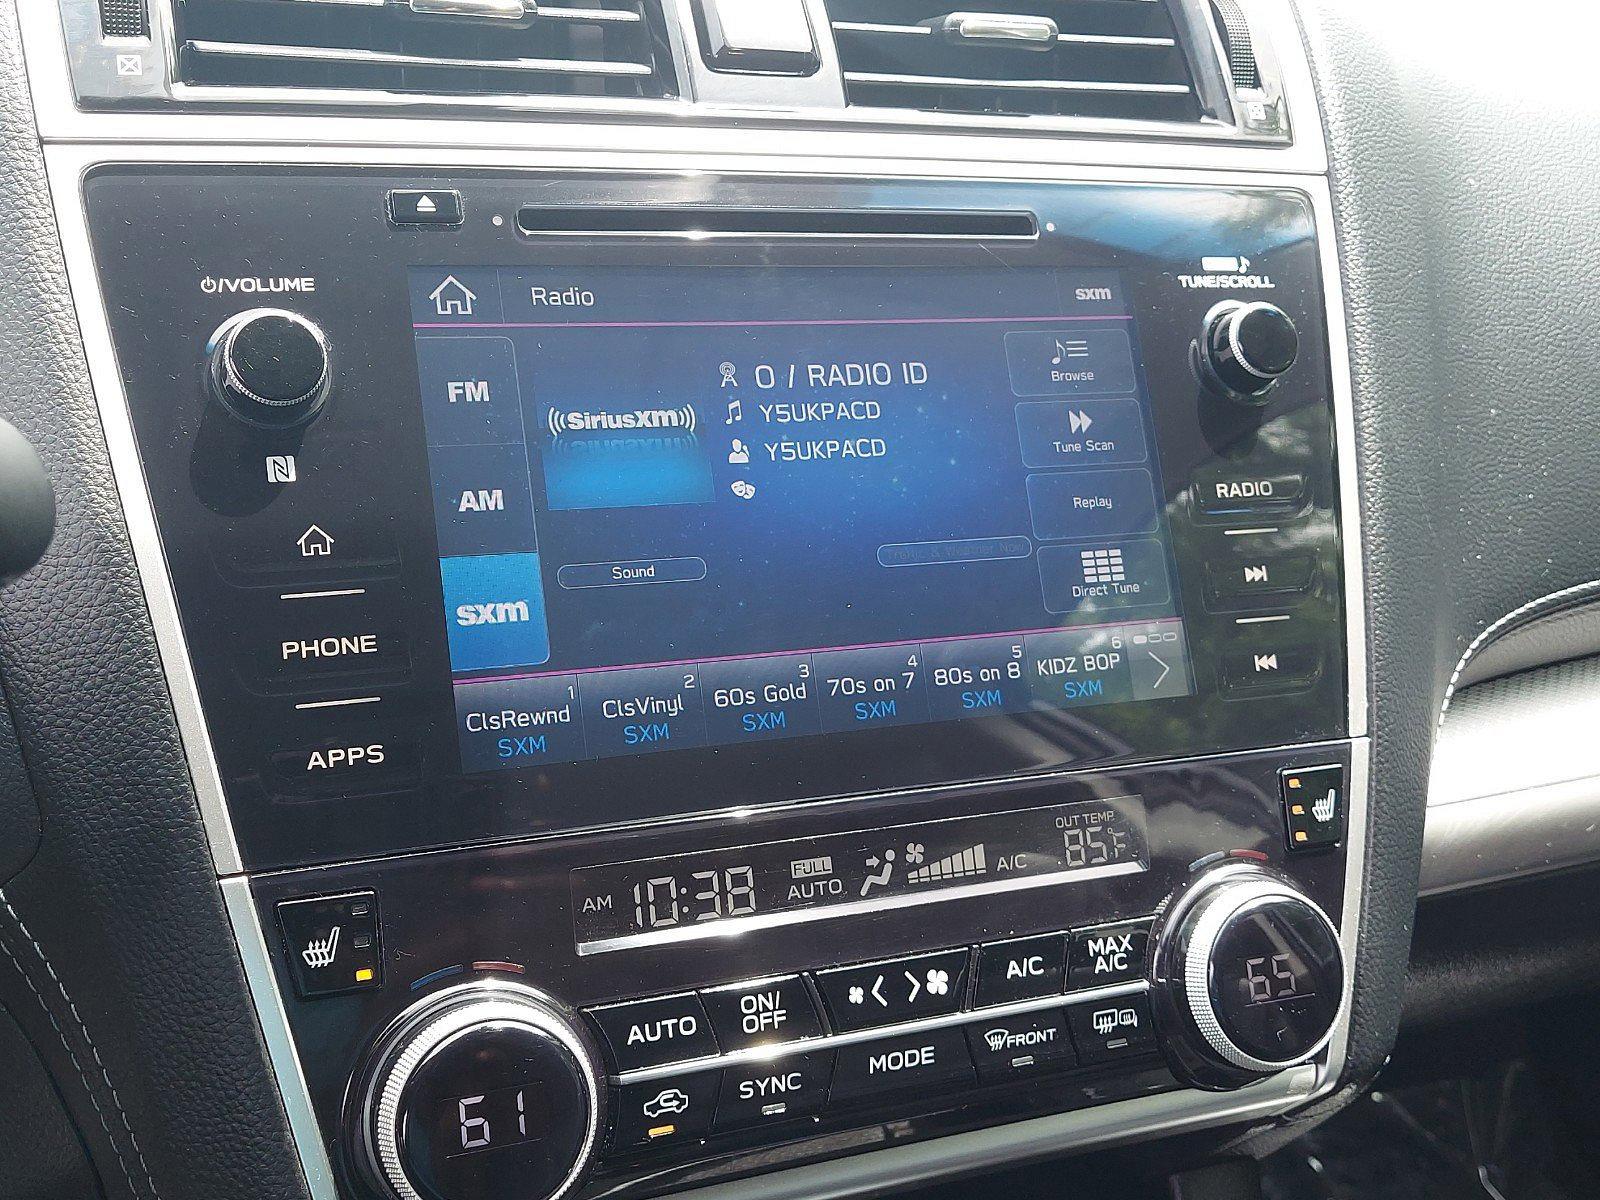 ⏻/VOLUME
TUNE/SCROLL
Radio
sxm
FM
AM
sxm
((SiriusXM))
0 / RADIO ID
Y5UKPACD
Y5UKPACD
Browse
Tune Scan
Replay
Direct Tune
Sound
Traffic & Weather Now
1
ClsRewnd
SXM
2
ClsVinyl
SXM
3
60s Gold
SXM
4
70s on 7
SXM
5
80s on 8
SXM
6
KIDZ BOP
SXM
N
PHONE
APPS
RADIO
AM 10:38
FULL
AUTO
A/C
OUT TEMP
85°F
AUTO
ON/
OFF
A/C
MAX
A/C
SYNC
MODE
FRONT
61
65